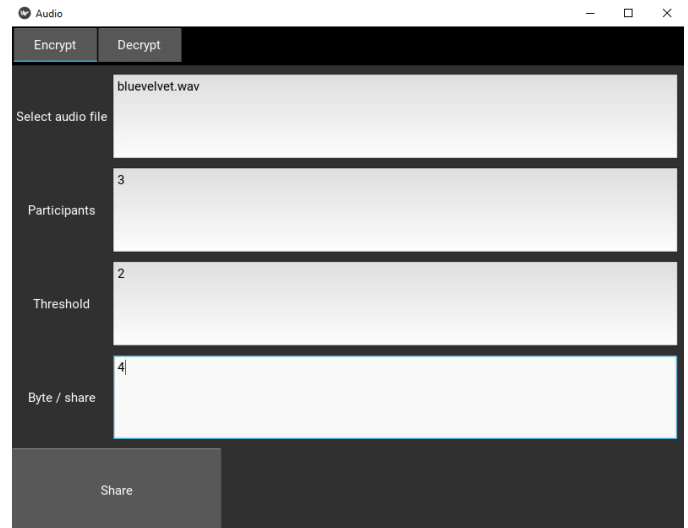 Audio
Encrypt Decrypt
Select audio file bluevelvet.wav
Participants 3
Threshold 2
Byte / share 4
Share